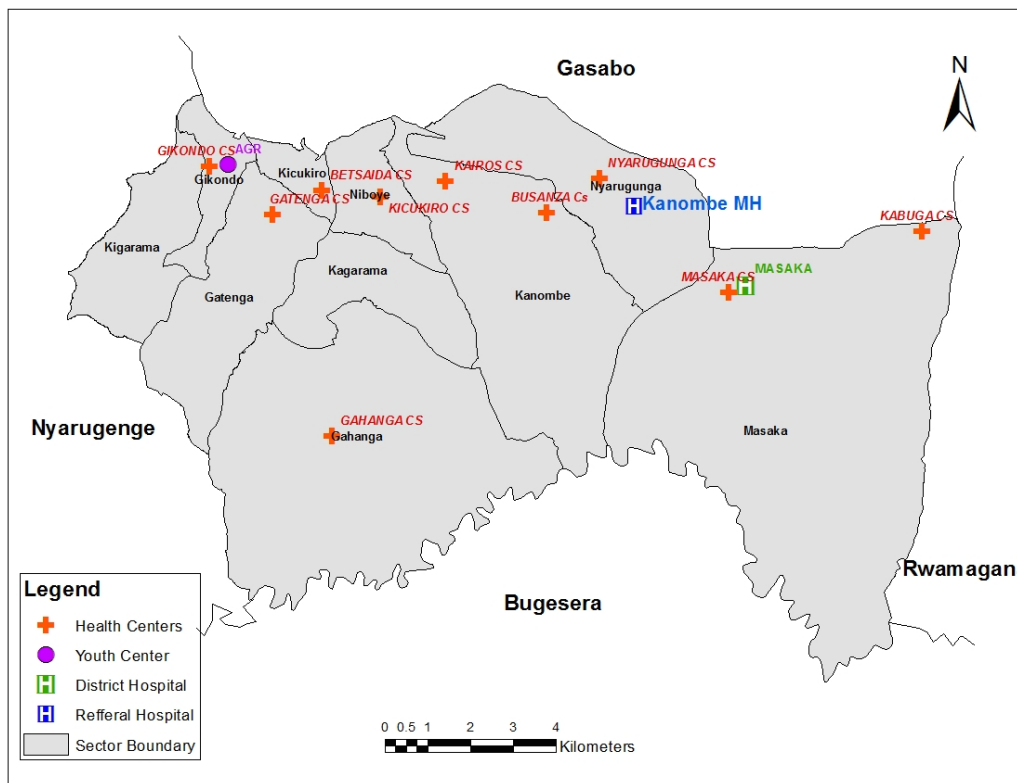 Gasabo
N
GIKONDO CS
AGR
Gikondo
Kicukiro
BETSAIDA CS
KAIROS CS
NYARUGUNGA CS
Nyarugunga
GATENGA CS
Niboye
KICUKIRO CS
BUSANZA Cs
H
Kanombe MH
KABUGA CS
Kigarama
Kagarama
MASAKA CS
MASAKA
H
Gatenga
Kanombe
GAHANGA CS
Gahanga
Nyarugenge
Masaka
Rwamagan
Bugesera
Legend
Health Centers
Youth Center
H District Hospital
H Refferal Hospital
Sector Boundary
0 0.5 1 2 3 4
Kilometers